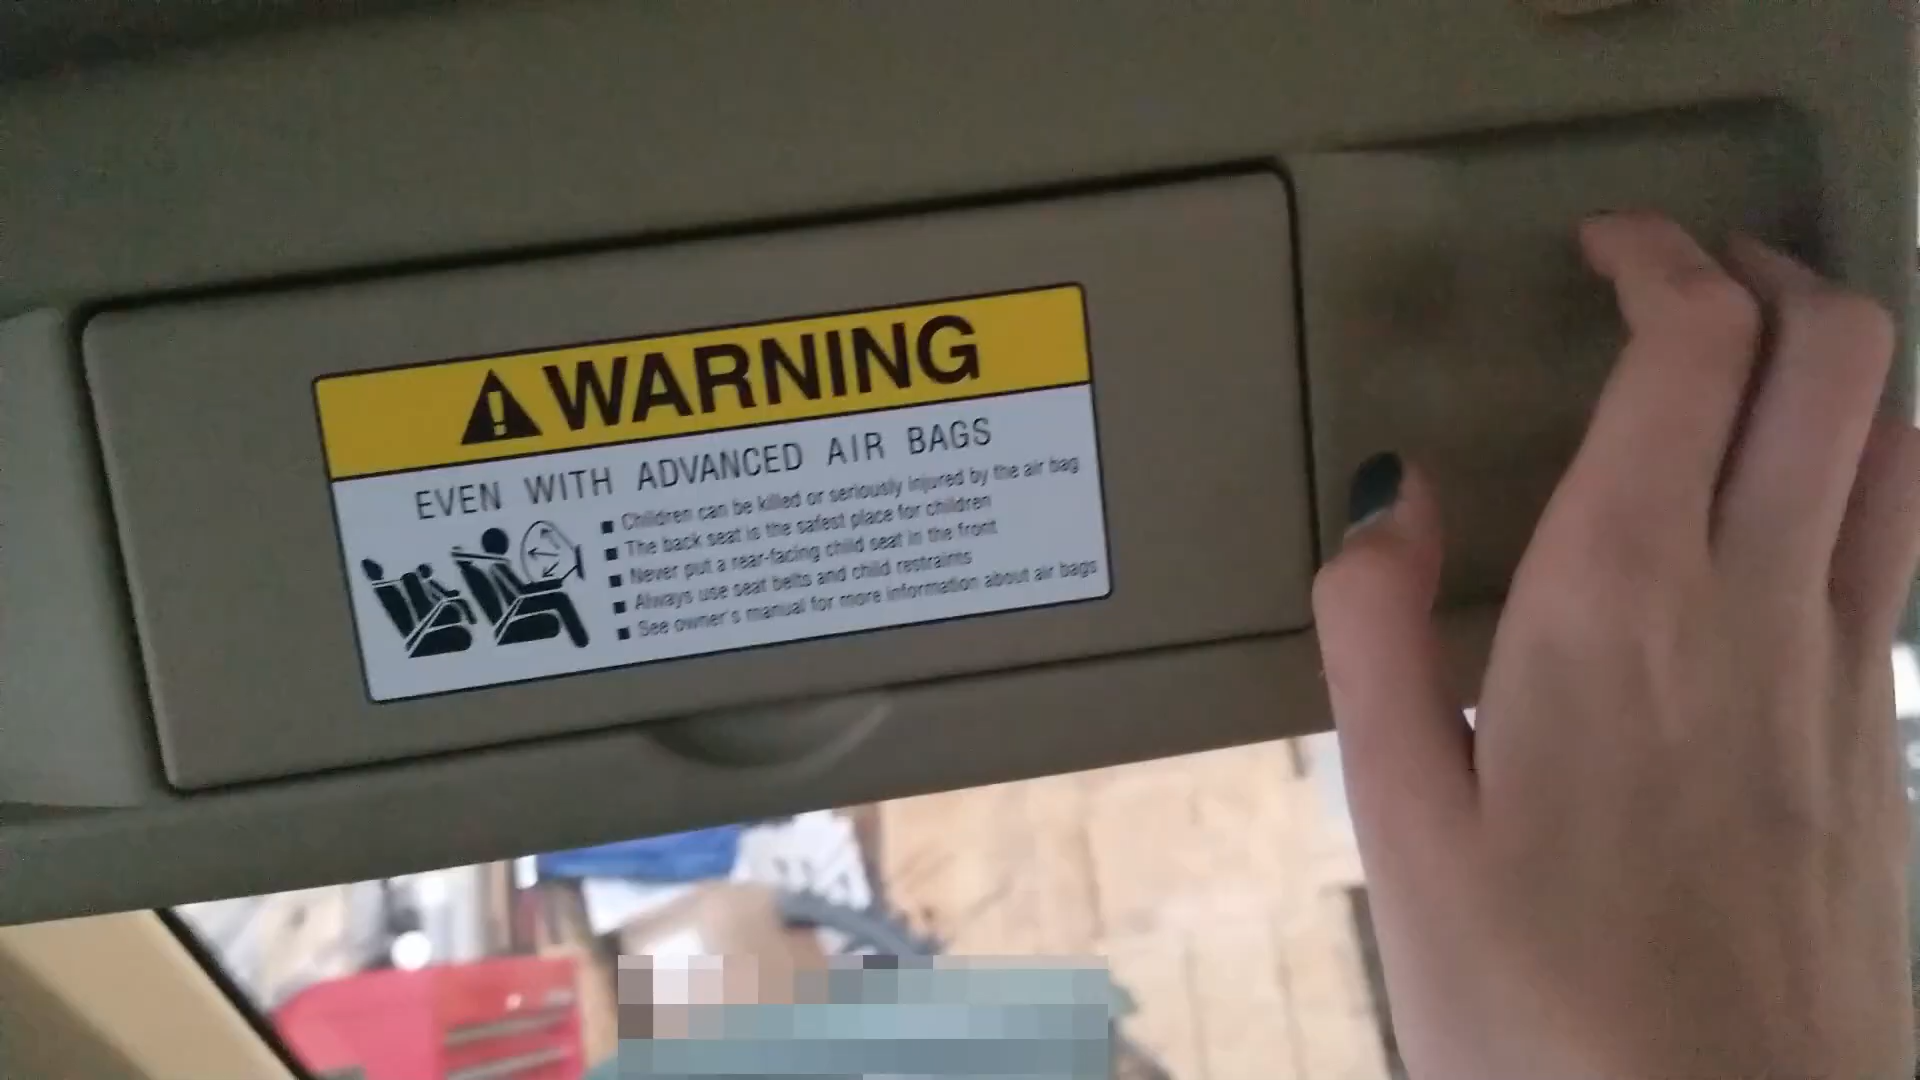 WARNING
EVEN WITH ADVANCED AIR BAGS
■ Children can be killed or seriously injured by the air bag
■ The back seat is the safest place for children
■ Never put a rear-facing child seat in the front
■ Always use seat belts and child restraints
■ See owner's manual for more information about air bags